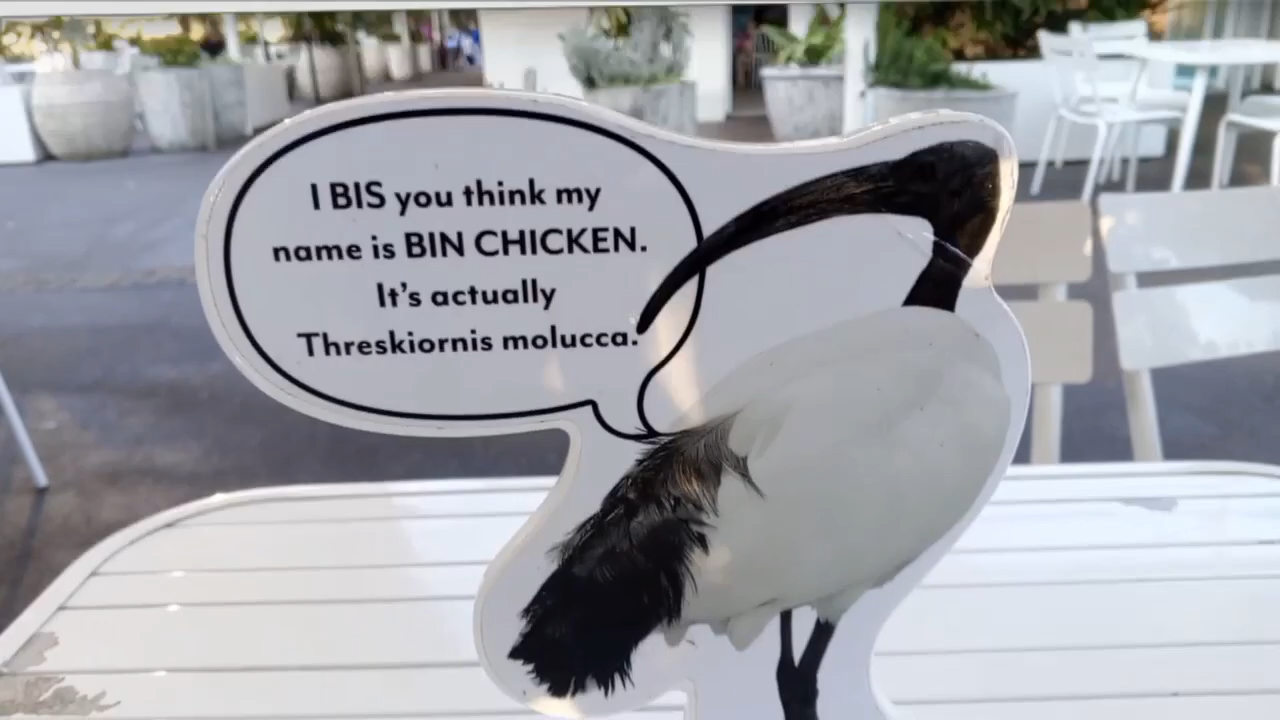 I BIS you think my
name is BIN CHICKEN.
It's actually
Threskiornis molucca.